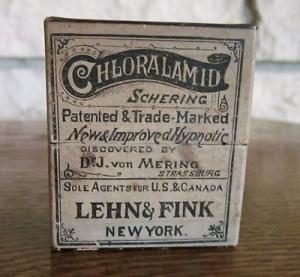 CHLORALAMID
SCHERING
Patented & Trade-Marked
New & Improved Hypnotic
DISCOVERED BY
Dr. J. von MERING
STRASSBURG
SOLE AGENTS FOR U.S. & CANADA
LEHN & FINK
NEW YORK.